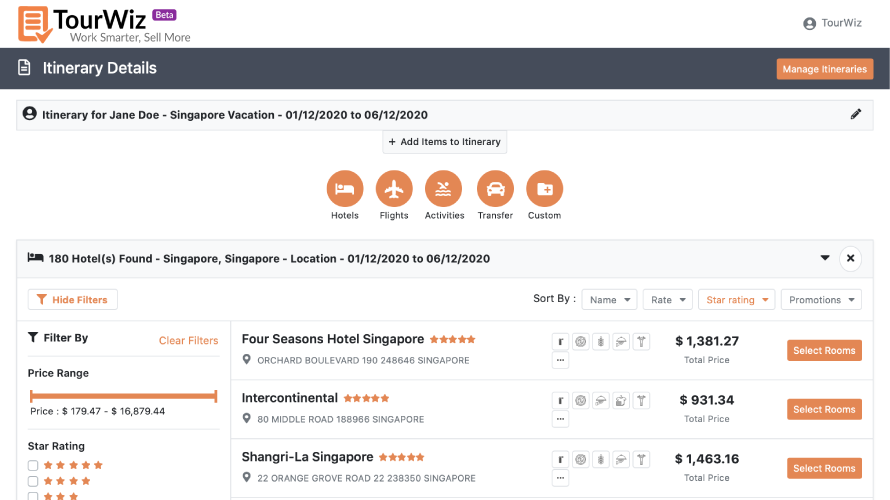 TourWiz Beta
Work Smarter, Sell More
TourWiz
Itinerary Details
Manage Itineraries
Itinerary for Jane Doe - Singapore Vacation - 01/12/2020 to 06/12/2020
+ Add Items to Itinerary
Hotels Flights Activities Transfer Custom
180 Hotel(s) Found - Singapore, Singapore - Location - 01/12/2020 to 06/12/2020
Hide Filters
Sort By : Name Rate Star rating Promotions
Filter By Clear Filters
Price Range
Price : $ 179.47 - $ 16,879.44
Star Rating
Four Seasons Hotel Singapore
ORCHARD BOULEVARD 190 248646 SINGAPORE
$ 1,381.27
Total Price
Select Rooms
Intercontinental
80 MIDDLE ROAD 188966 SINGAPORE
$ 931.34
Total Price
Select Rooms
Shangri-La Singapore
22 ORANGE GROVE ROAD 22 238350 SINGAPORE
$ 1,463.16
Total Price
Select Rooms